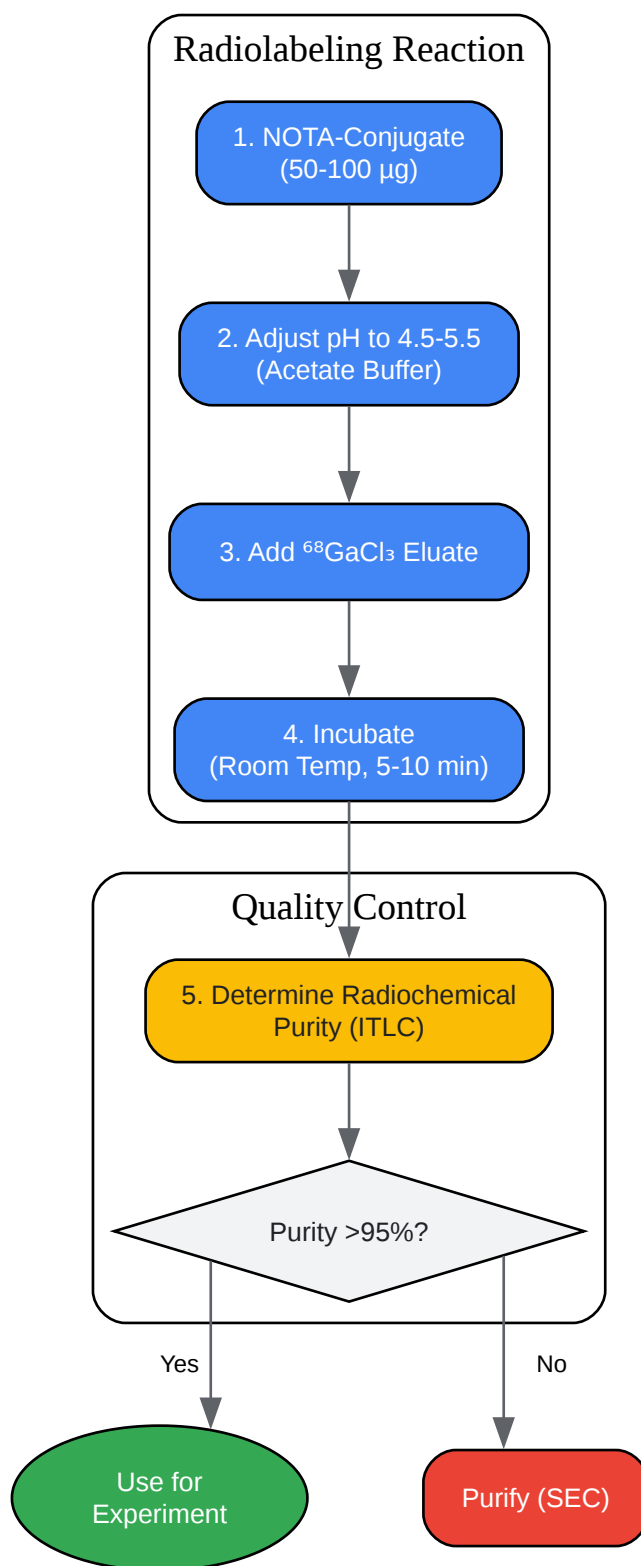 Radiolabeling Reaction
1. NOTA-Conjugate
(50-100 µg)
2. Adjust pH to 4.5-5.5
(Acetate Buffer)
3. Add ⁶⁸GaCl₃ Eluate
4. Incubate
(Room Temp, 5-10 min)
Quality Control
5. Determine Radiochemical
Purity (ITLC)
Purity >95%?
Yes
No
Use for
Experiment
Purify (SEC)